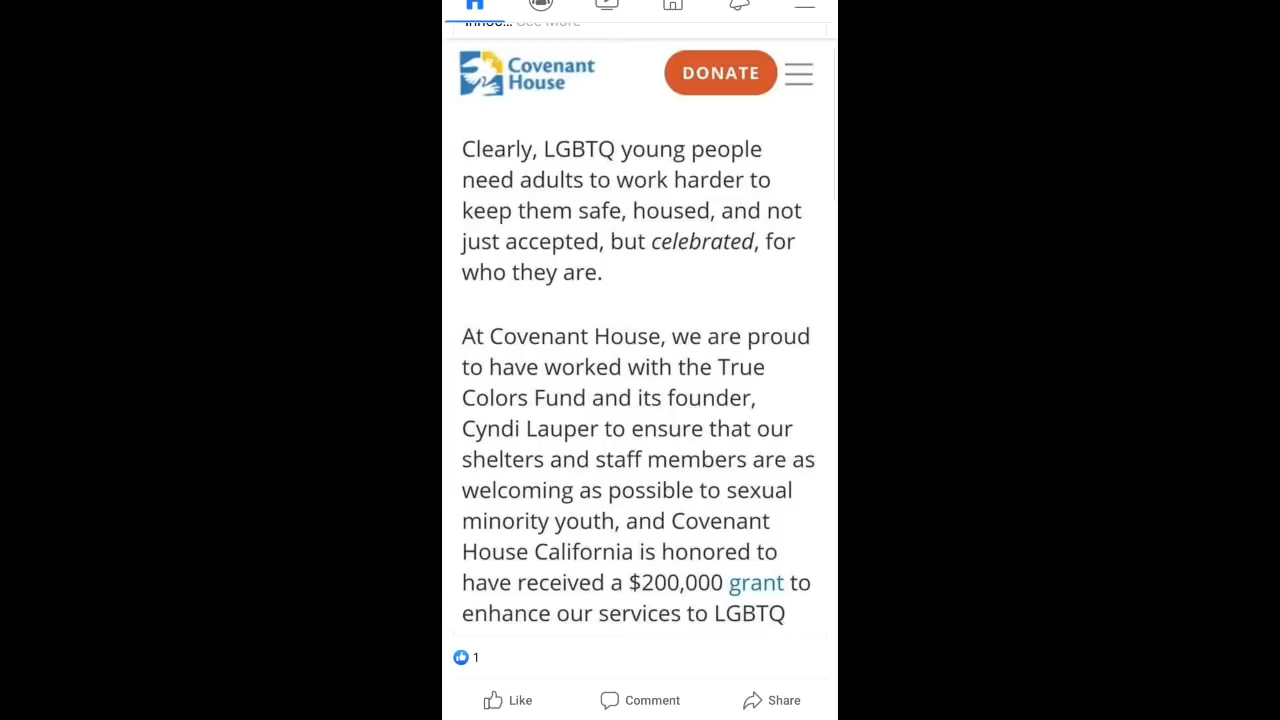 See More
Covenant
House
DONATE
Clearly, LGBTQ young people
need adults to work harder to
keep them safe, housed, and not
just accepted, but celebrated, for
who they are.
At Covenant House, we are proud
to have worked with the True
Colors Fund and its founder,
Cyndi Lauper to ensure that our
shelters and staff members are as
welcoming as possible to sexual
minority youth, and Covenant
House California is honored to
have received a $200,000 grant to
enhance our services to LGBTQ
1
Like
Comment
Share